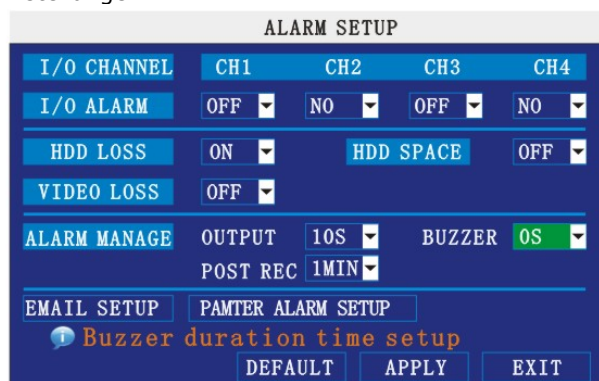 ALARM SETUP
I/O CHANNEL CH1 CH2 CH3 CH4
I/O ALARM OFF NO OFF NO
HDD LOSS ON HDD SPACE OFF
VIDEO LOSS OFF
ALARM MANAGE OUTPUT 10S BUZZER 0S
POST REC 1MIN
EMAIL SETUP PAMTER ALARM SETUP
Buzzer duration time setup
DEFAULT APPLY EXIT